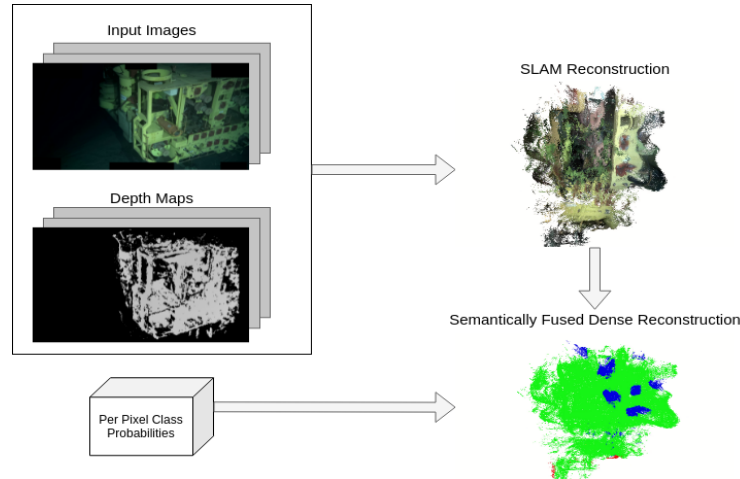 Input Images
SLAM Reconstruction
Depth Maps
Semantically Fused Dense Reconstruction
Per Pixel Class
Probabilities